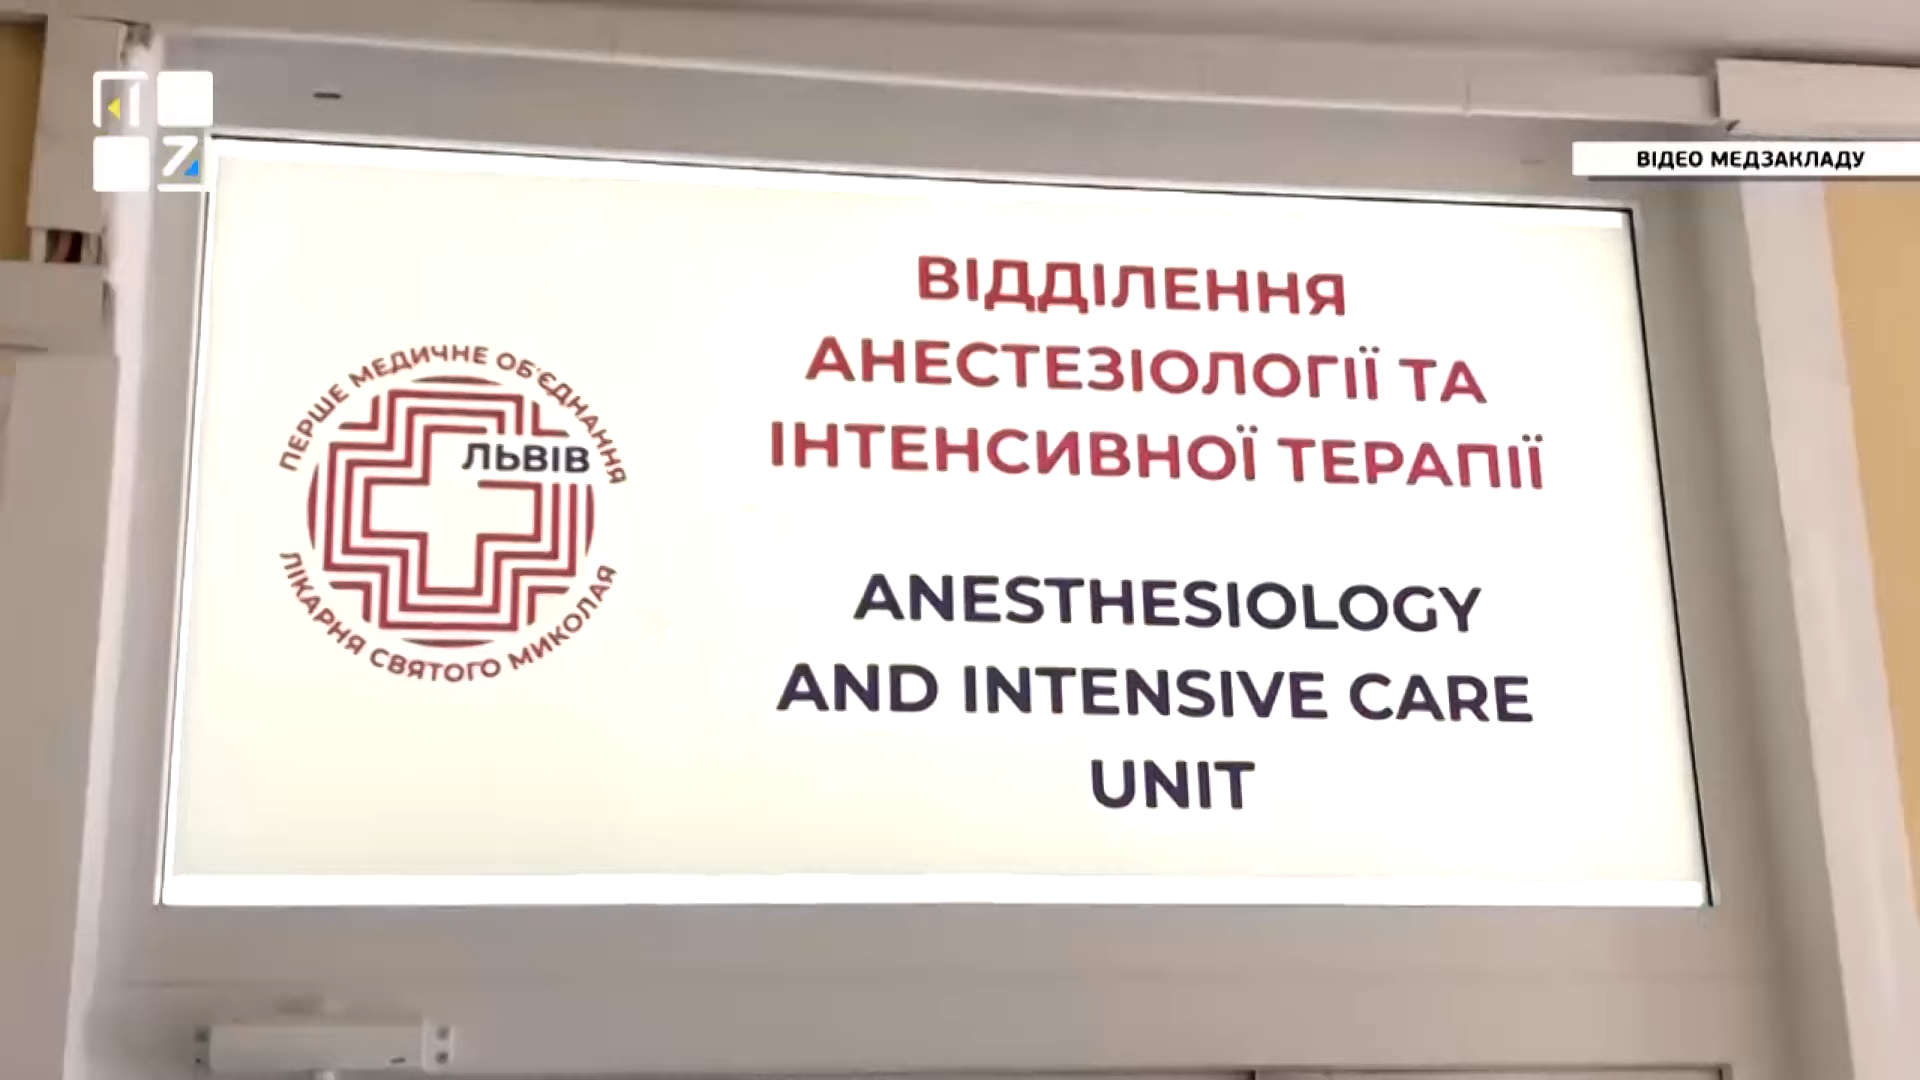 ВІДЕО МЕДЗАКЛАДУ
ПЕРШЕ МЕДИЧНЕ ОБ'ЄДНАННЯ
ЛЬВІВ
ЛІКАРНЯ СВЯТОГО МИКОЛАЯ
ВІДДІЛЕННЯ
АНЕСТЕЗІОЛОГІЇ ТА
ІНТЕНСИВНОЇ ТЕРАПІЇ
ANESTHESIOLOGY
AND INTENSIVE CARE
UNIT